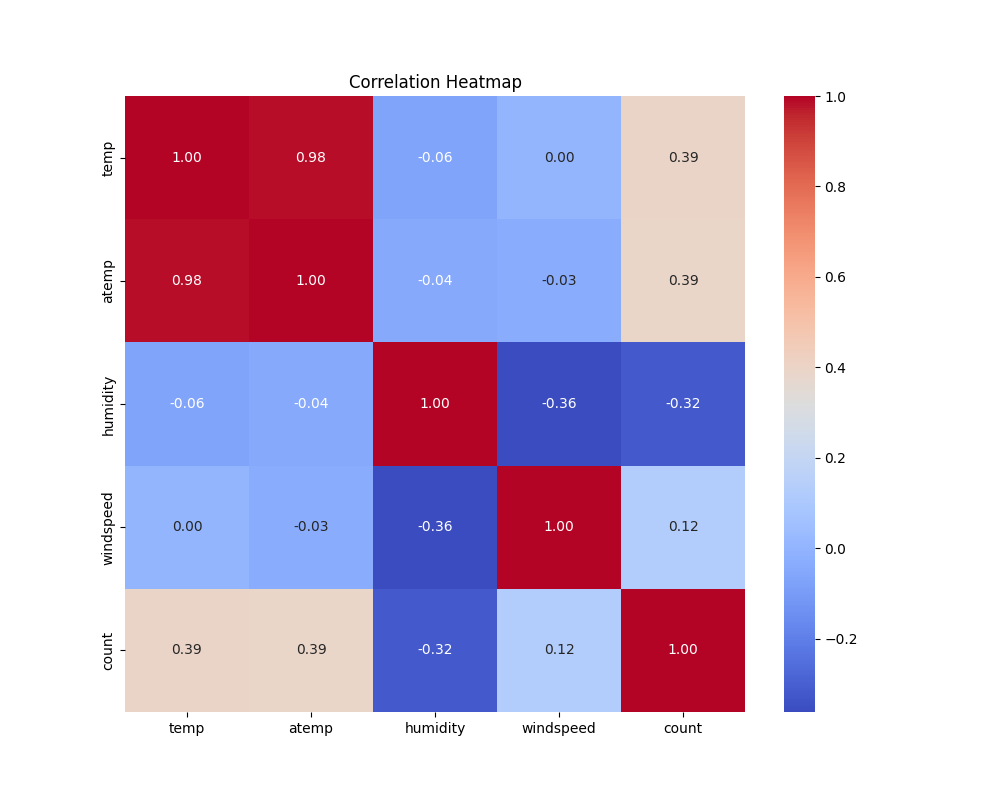 Correlation Heatmap
temp 1.00 0.98 -0.06 0.00 0.39
atemp 0.98 1.00 -0.04 -0.03 0.39
humidity -0.06 -0.04 1.00 -0.36 -0.32
windspeed 0.00 -0.03 -0.36 1.00 0.12
count 0.39 0.39 -0.32 0.12 1.00
temp atemp humidity windspeed count
1.0
0.8
0.6
0.4
0.2
0.0
−0.2